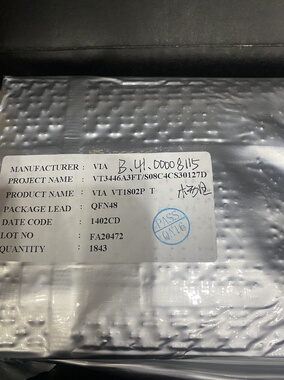 MANUFACTURER : VIA B.41.00008115
PROJECT NAME : VT3446A3FT/S08C4CS30127D
PRODUCT NAME : VIA VT1802P T
PACKAGE LEAD : QFN48
DATE CODE : 1402CD
LOT NO : FA20472
QUANTITY : 1843
PASS